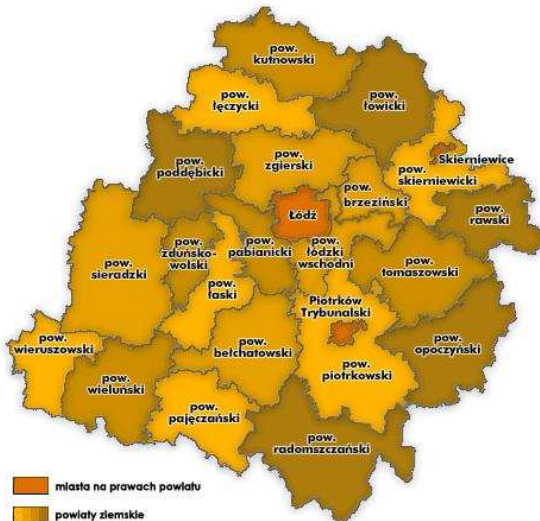 pow.
kutnowski
pow.
łęczycki
pow.
łowicki
pow.
zgierski
pow.
poddębicki
Skierniewice
pow.
skierniewicki
pow.
brzeziński
Łódź
pow.
rawski
pow.
sieradzki
pow.
zduńsko-
wolski
pow.
pabianicki
pow.
łódzki
wschodni
pow.
tomaszowski
pow.
łaski
Piotrków
Trybunalski
pow.
wieruszowski
pow.
bełchatowski
pow.
opoczyński
pow.
wieluński
pow.
piotrkowski
pow.
pajęczański
pow.
radomszczański
miasta na prawach powiatu
powiaty ziemskie